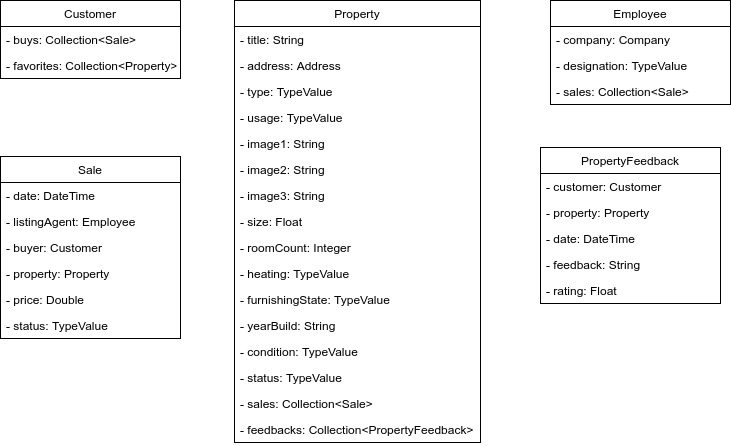 Customer
- buys: Collection<Sale>
- favorites: Collection<Property>
Sale
- date: DateTime
- listingAgent: Employee
- buyer: Customer
- property: Property
- price: Double
- status: TypeValue
Property
- title: String
- address: Address
- type: TypeValue
- usage: TypeValue
- image1: String
- image2: String
- image3: String
- size: Float
- roomCount: Integer
- heating: TypeValue
- furnishingState: TypeValue
- yearBuild: String
- condition: TypeValue
- status: TypeValue
- sales: Collection<Sale>
- feedbacks: Collection<PropertyFeedback>
Employee
- company: Company
- designation: TypeValue
- sales: Collection<Sale>
PropertyFeedback
- customer: Customer
- property: Property
- date: DateTime
- feedback: String
- rating: Float